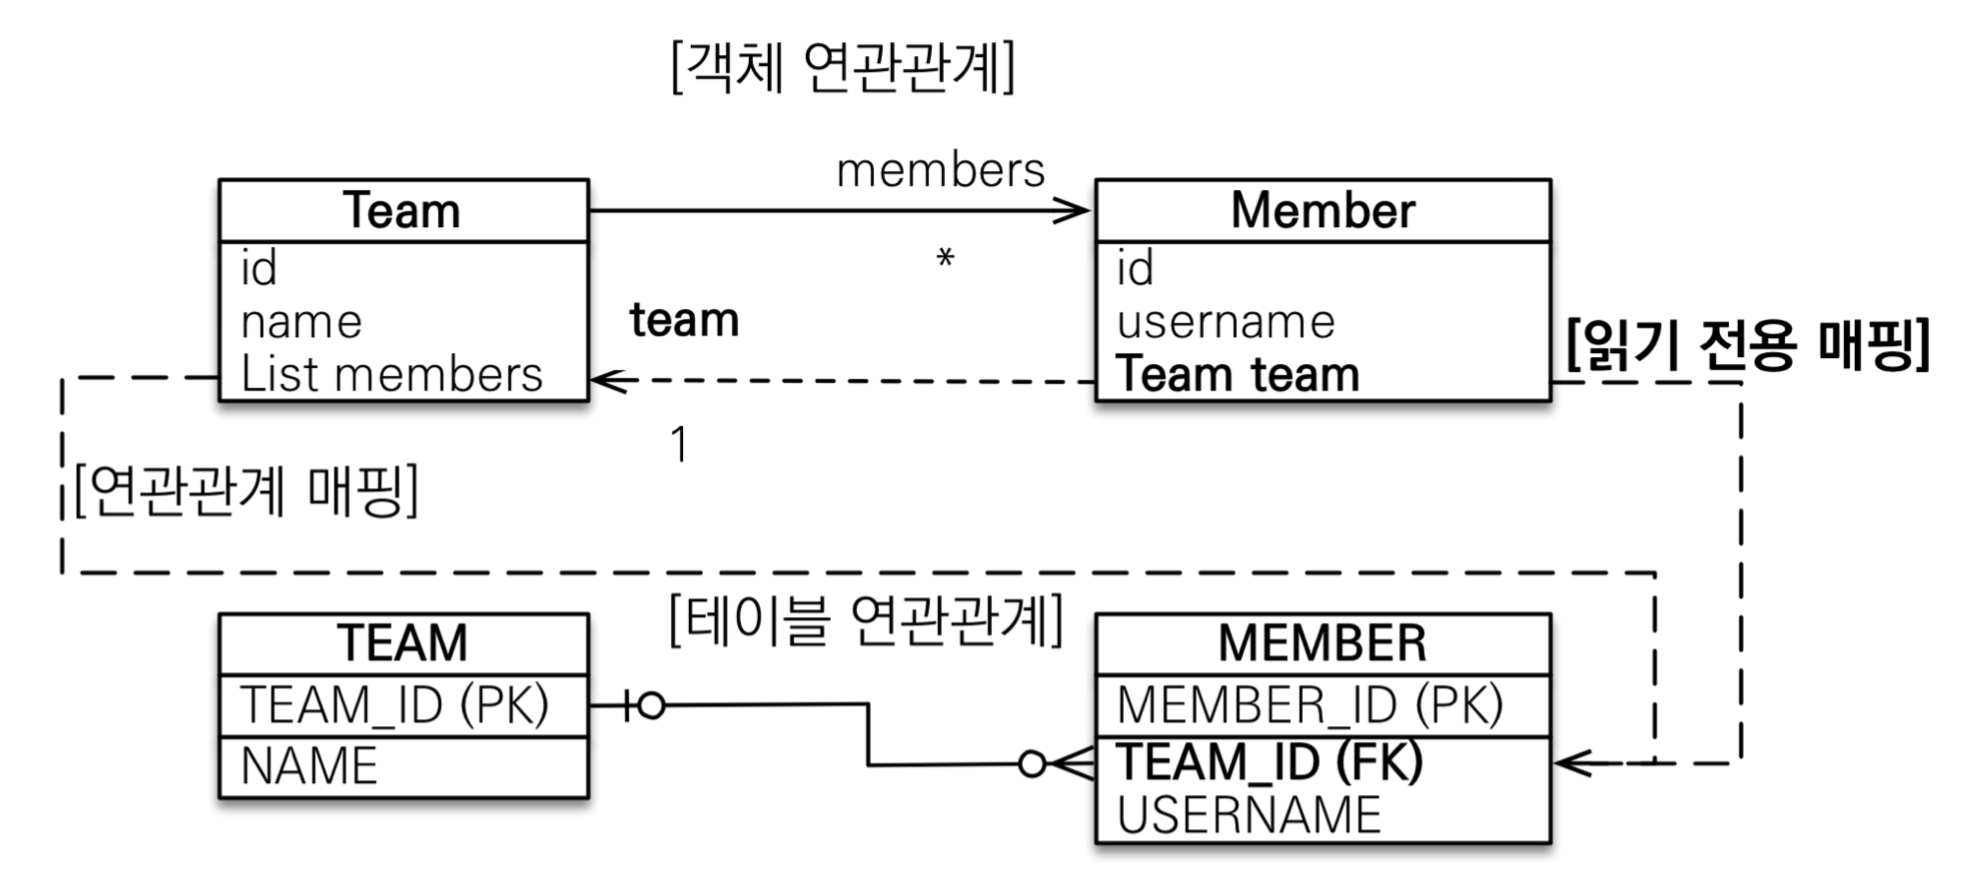 [객체 연관관계]
members
Team
id
name
List members
*
team
1
Member
id
username
Team team
[읽기 전용 매핑]
[연관관계 매핑]
[테이블 연관관계]
TEAM
TEAM_ID (PK)
NAME
MEMBER
MEMBER_ID (PK)
TEAM_ID (FK)
USERNAME